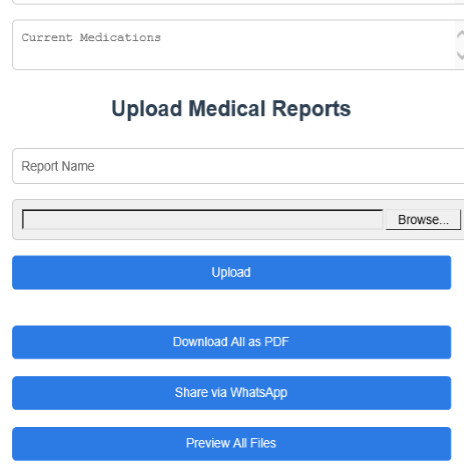 Current Medications
Upload Medical Reports
Report Name
Browse...
Upload
Download All as PDF
Share via WhatsApp
Preview All Files